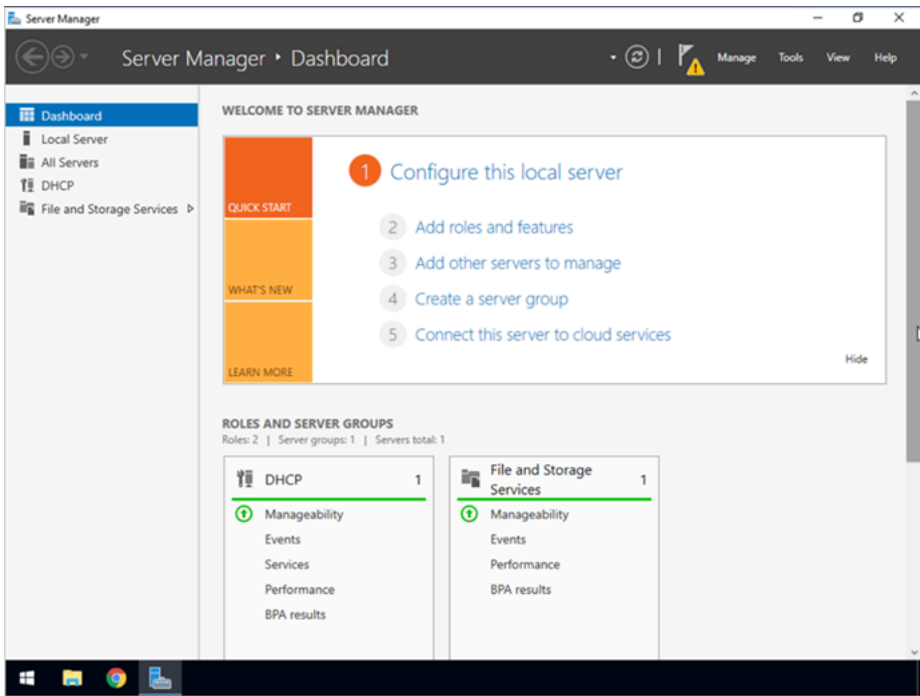 Server Manager
Server Manager ‣ Dashboard
Manage Tools View Help
Dashboard
Local Server
All Servers
DHCP
File and Storage Services
WELCOME TO SERVER MANAGER
QUICK START
WHAT'S NEW
LEARN MORE
1 Configure this local server
2 Add roles and features
3 Add other servers to manage
4 Create a server group
5 Connect this server to cloud services
Hide
ROLES AND SERVER GROUPS
Roles: 2 | Server groups: 1 | Servers total: 1
DHCP 1
Manageability
Events
Services
Performance
BPA results
File and Storage
Services 1
Manageability
Events
Performance
BPA results